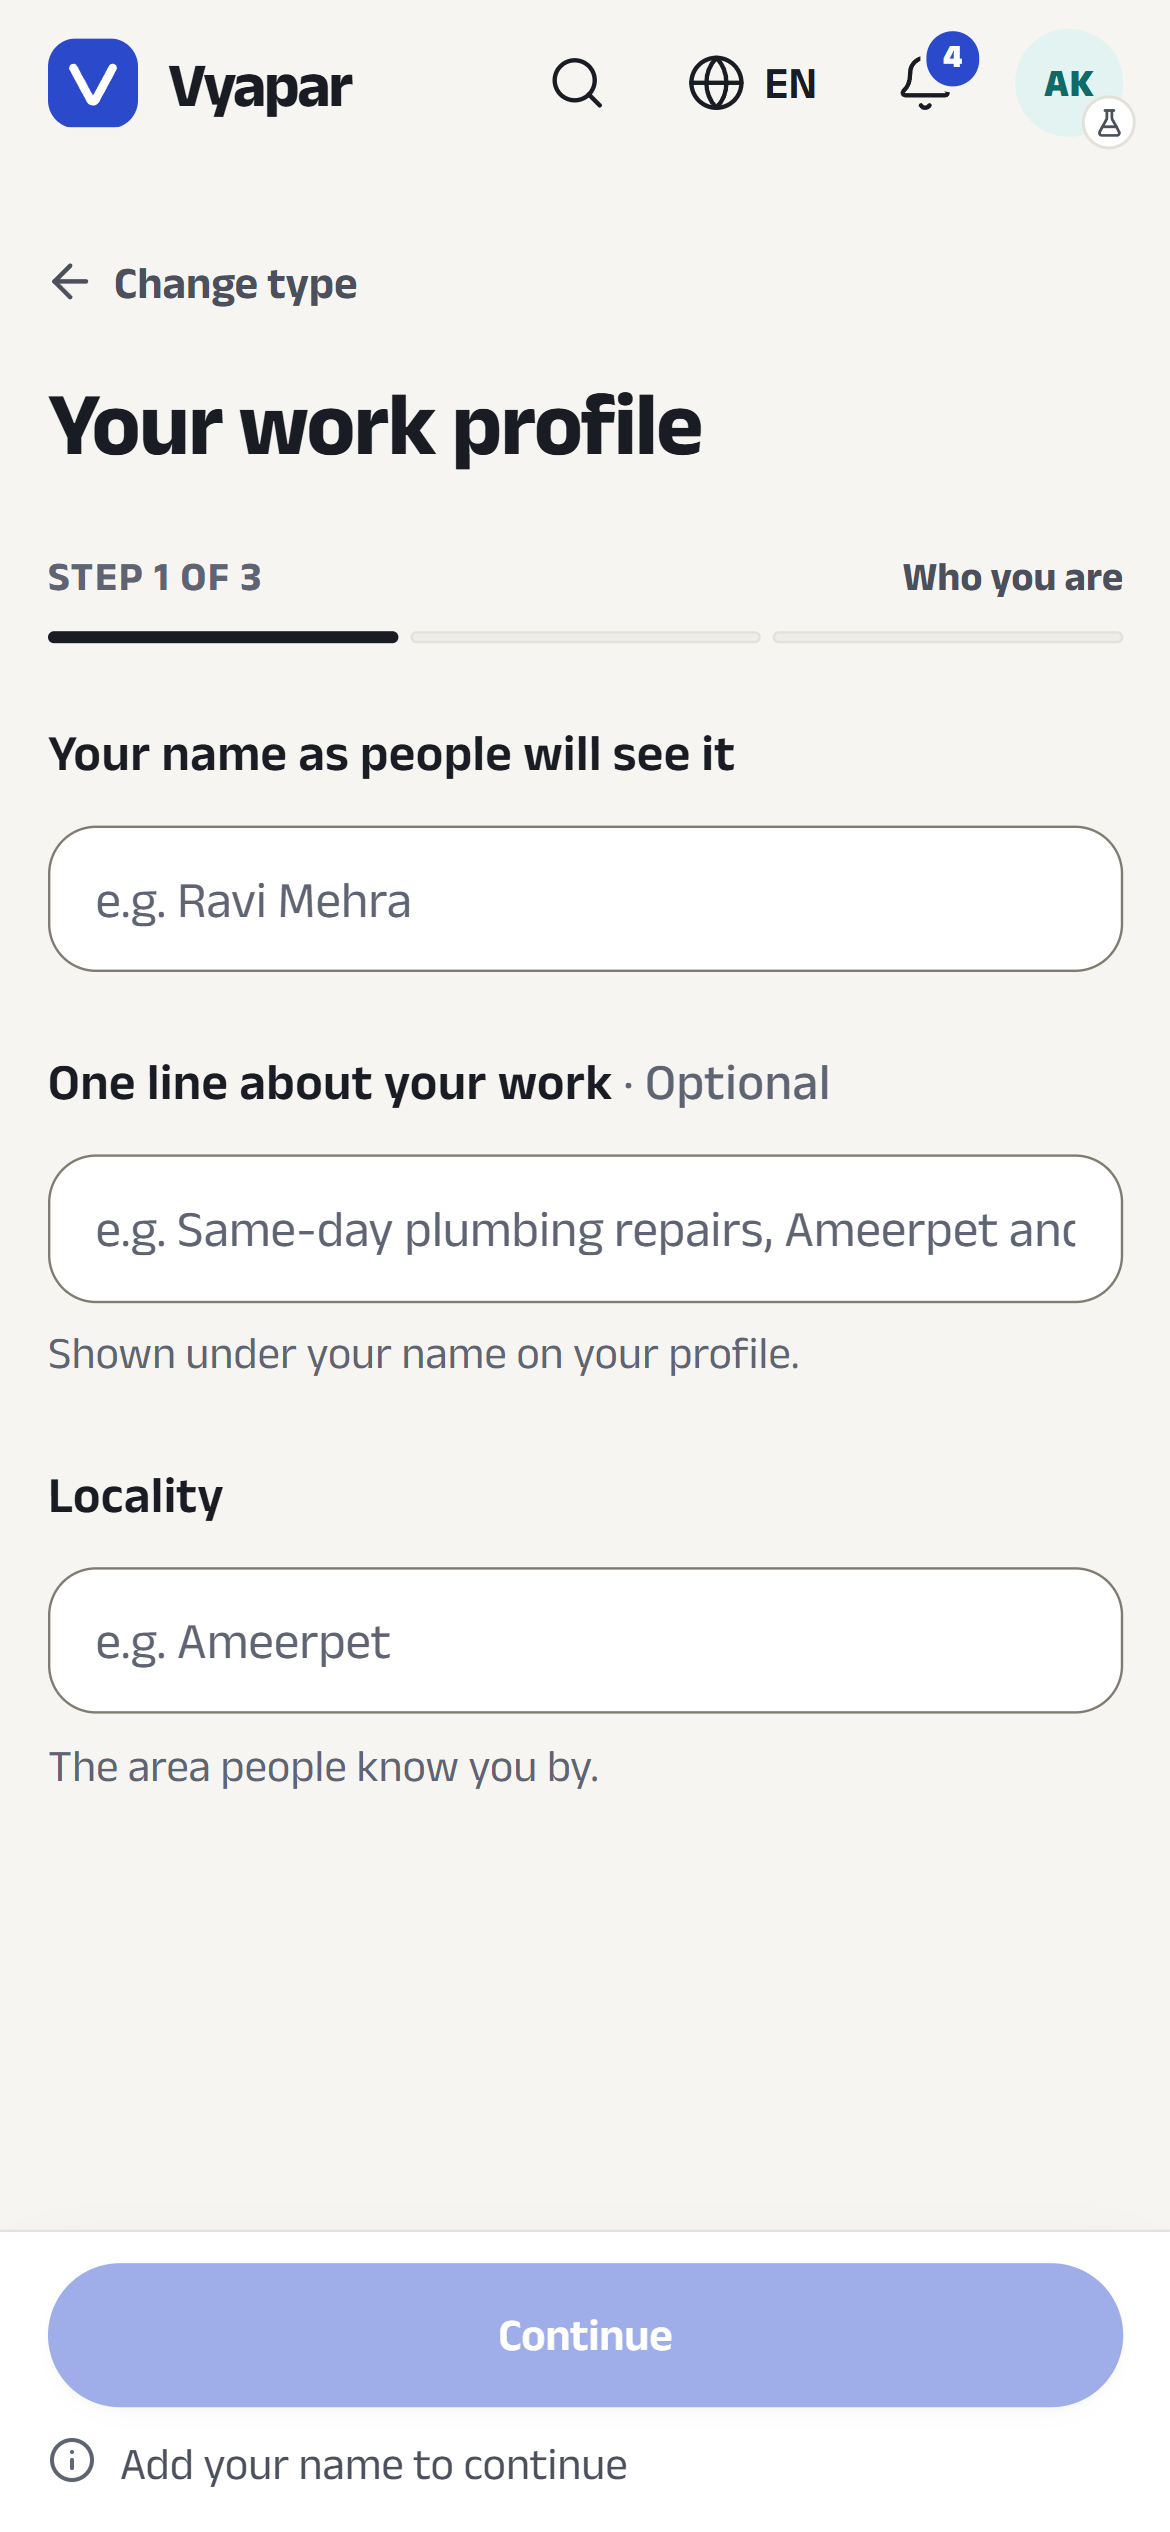 Vyapar
EN
4
AK
Change type
Your work profile
STEP 1 OF 3
Who you are
Your name as people will see it
e.g. Ravi Mehra
One line about your work · Optional
e.g. Same-day plumbing repairs, Ameerpet and
Shown under your name on your profile.
Locality
e.g. Ameerpet
The area people know you by.
Continue
Add your name to continue